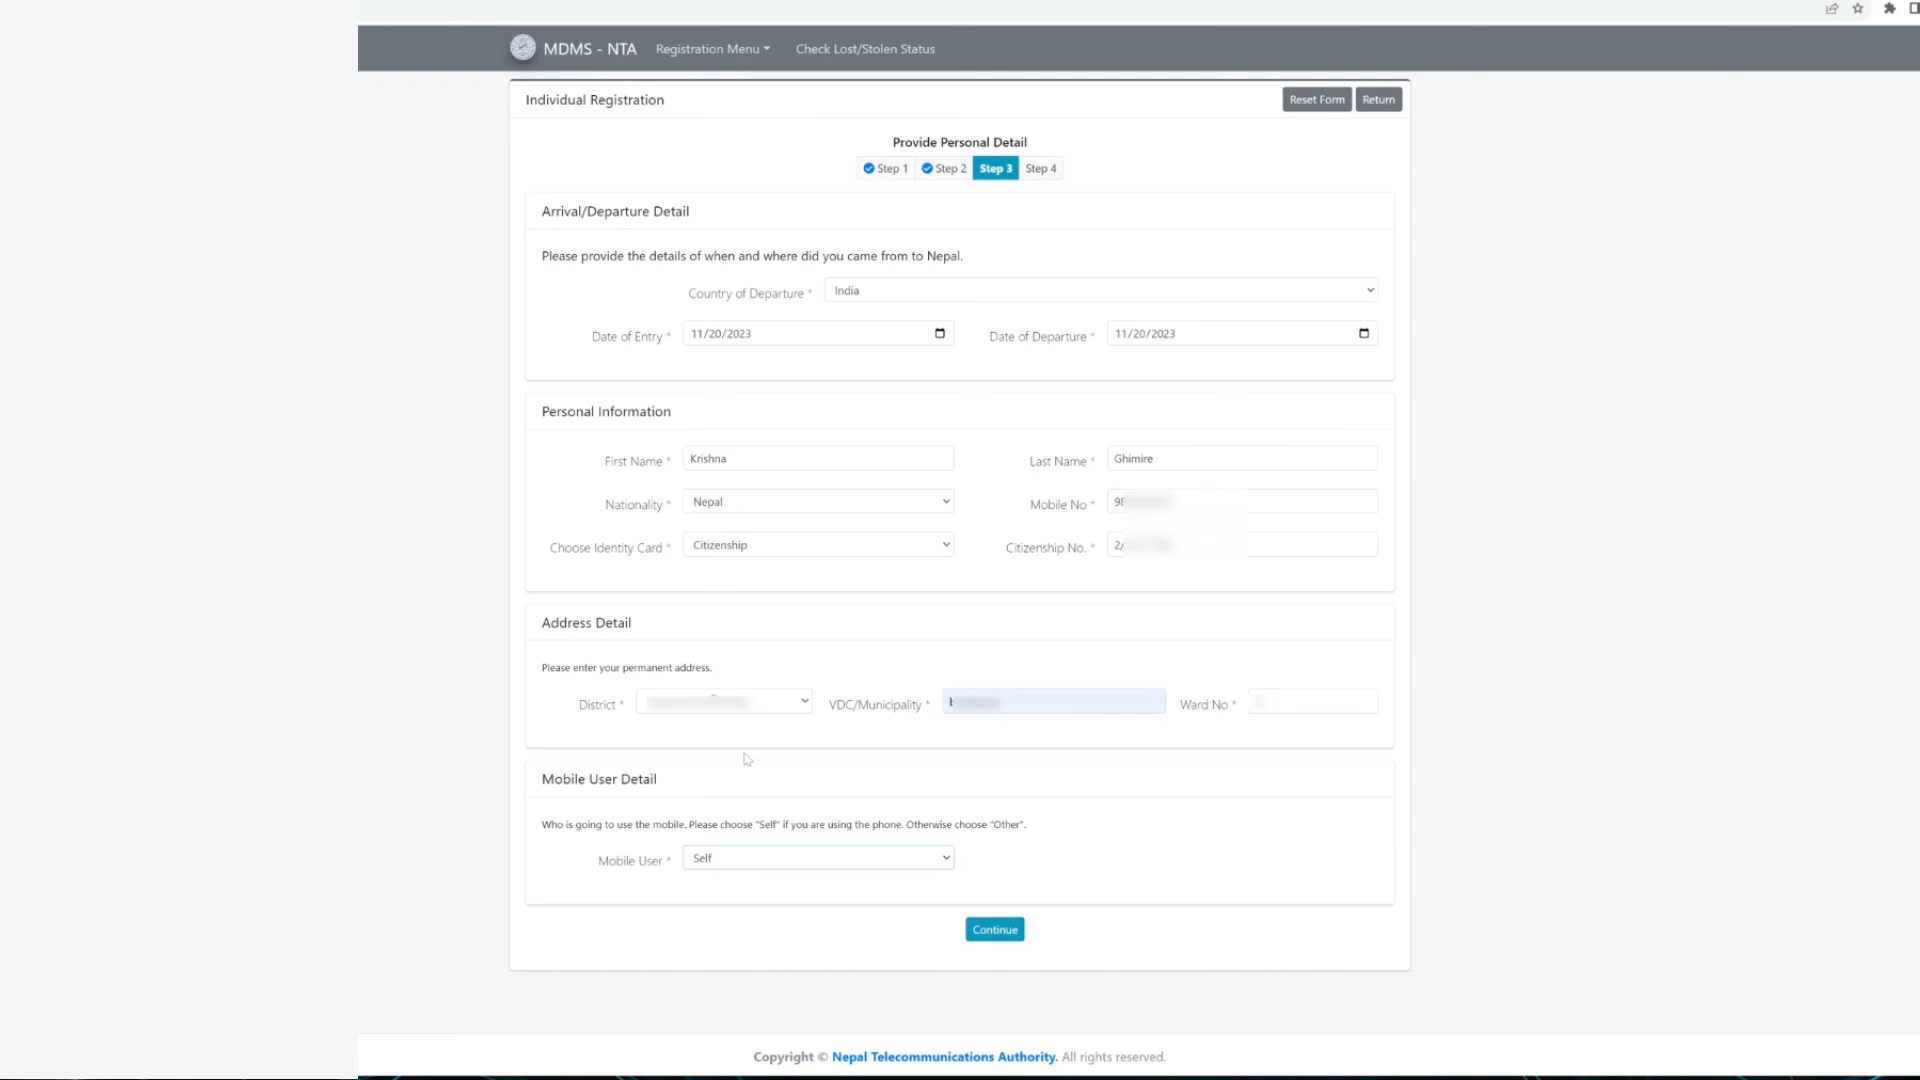 MDMS - NTA Registration Menu Check Lost/Stolen Status
Individual Registration Reset Form Return
Provide Personal Detail
Step 1 Step 2 Step 3 Step 4
Arrival/Departure Detail
Please provide the details of when and where did you came from to Nepal.
Country of Departure * India
Date of Entry * 11/20/2023 Date of Departure * 11/20/2023
Personal Information
First Name * Krishna Last Name * Ghimire
Nationality * Nepal Mobile No * 98
Choose Identity Card * Citizenship Citizenship No. * 2/
Address Detail
Please enter your permanent address.
District * VDC/Municipality * Ward No *
Mobile User Detail
Who is going to use the mobile. Please choose "Self" if you are using the phone. Otherwise choose "Other".
Mobile User * Self
Continue
Copyright © Nepal Telecommunications Authority. All rights reserved.